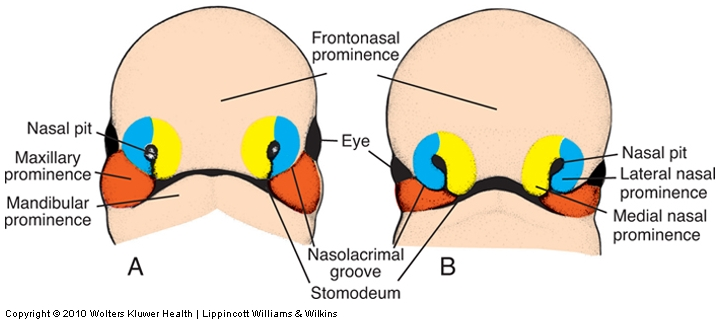 Frontonasal
prominence
Nasal pit
Maxillary
prominence
Mandibular
prominence
Eye
Nasal pit
Lateral nasal
prominence
Medial nasal
prominence
Nasolacrimal
groove
Stomodeum
A
B
Copyright © 2010 Wolters Kluwer Health | Lippincott Williams & Wilkins